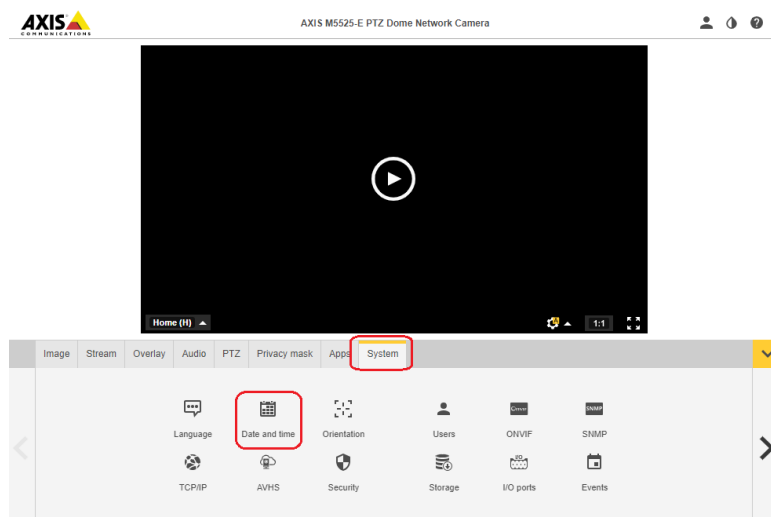 AXIS
COMMUNICATIONS
AXIS M5525-E PTZ Dome Network Camera
Home (H)
A
1:1
Image Stream Overlay Audio PTZ Privacy mask Apps System
SNMP
Language Date and time Orientation Users ONVIF SNMP
I/O
TCP/IP AVHS Security Storage I/O ports Events